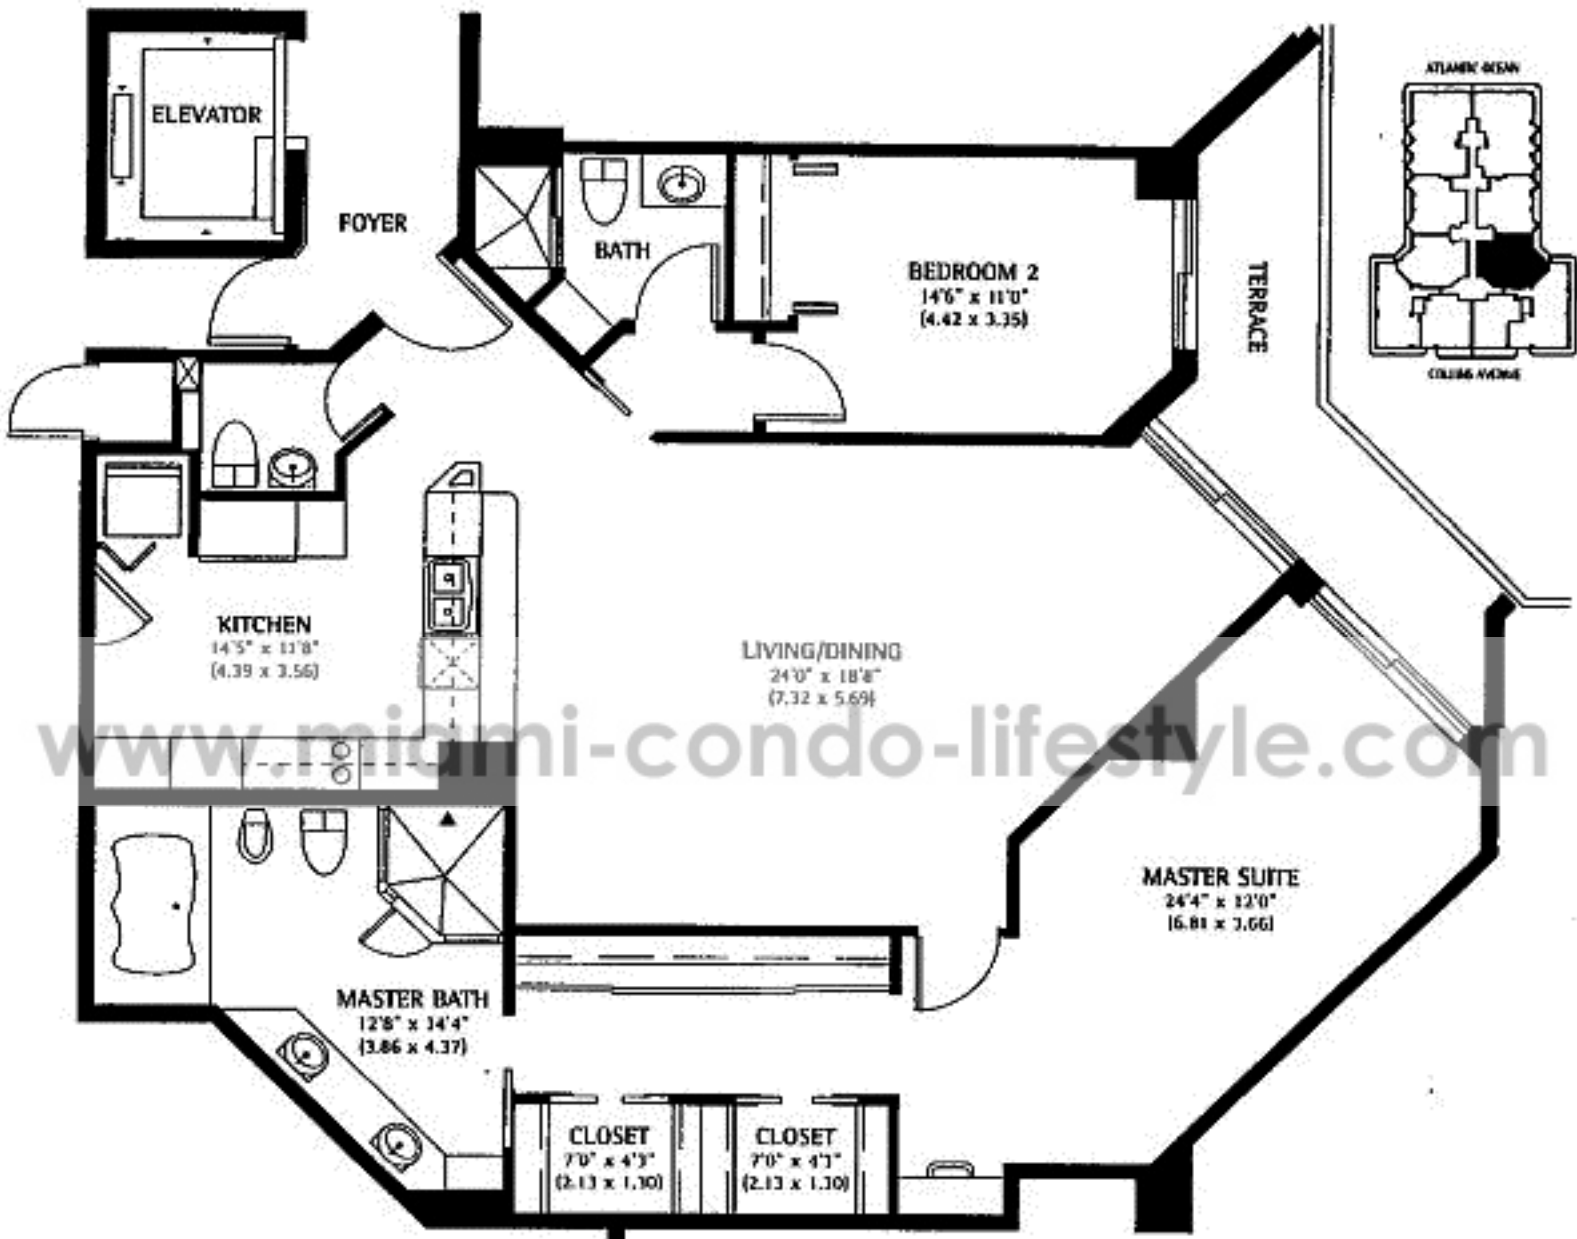 ATLANTIC OCEAN
ELEVATOR
FOYER
BATH
BEDROOM 2
14'6" x 11'0"
(4.42 x 3.35)
TERRACE
COLLINS AVENUE
KITCHEN
14'5" x 11'8"
(4.39 x 3.56)
LIVING/DINING
24'0" x 18'8"
(7.32 x 5.69)
www.miami-condo-lifestyle.com
MASTER SUITE
24'4" x 12'0"
(6.81 x 3.66)
MASTER BATH
12'8" x 14'4"
(3.86 x 4.37)
CLOSET
7'0" x 4'3"
(2.13 x 1.30)
CLOSET
7'0" x 4'3"
(2.13 x 1.30)